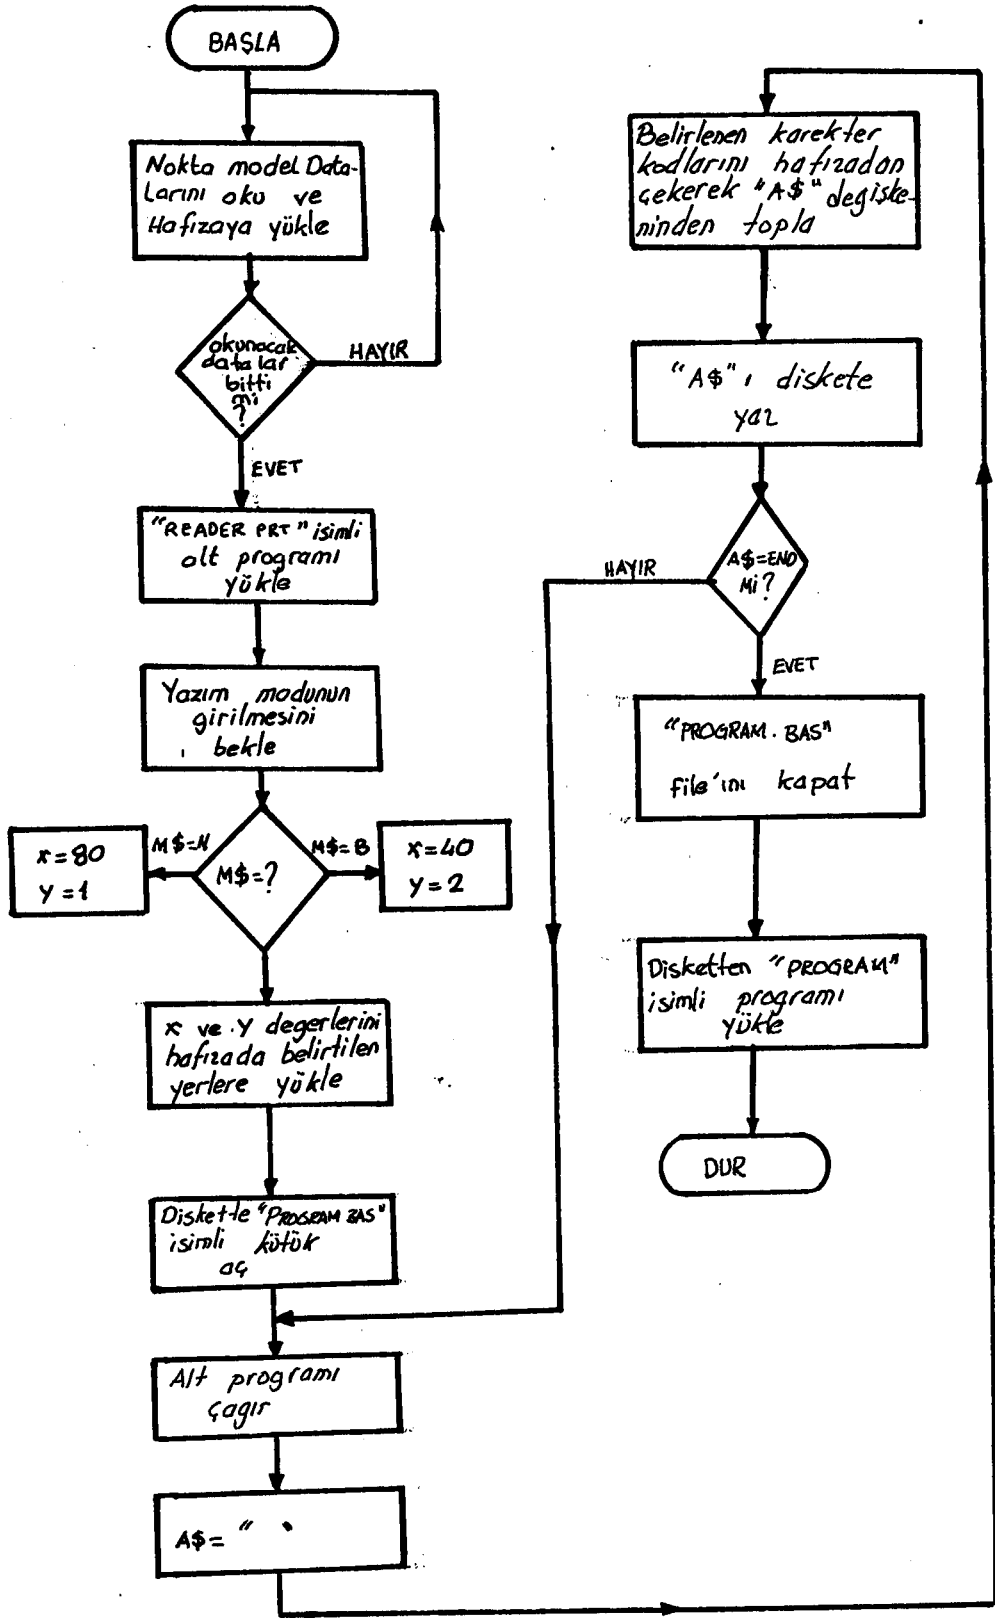 BAŞLA
Nokta model Data-
Larını oku ve
Hafızaya yükle
okunacak
datalar
bitti
mi
?
HAYIR
EVET
"READER PRT" isimli
alt programı
yükle
Yazım modunun
girilmesini
bekle
M$=?
M$=N
x=80
Y=1
M$=B
x=40
Y=2
x ve Y degerlerini
hafızada belirtilen
yerlere yükle
Diskette "PROGRAM BAS"
isimli kütük
aç
Alt programı
çagır
A$= " "
Belirlenen karekter
kodlarını hafızadan
çekerek "A$" degişke-
ninden topla
"A$" ı diskete
yaz
A$=END
Mi?
HAYIR
EVET
"PROGRAM.BAS"
file'ını kapat
Disketten "PROGRAM"
isimli programı
yükle
DUR